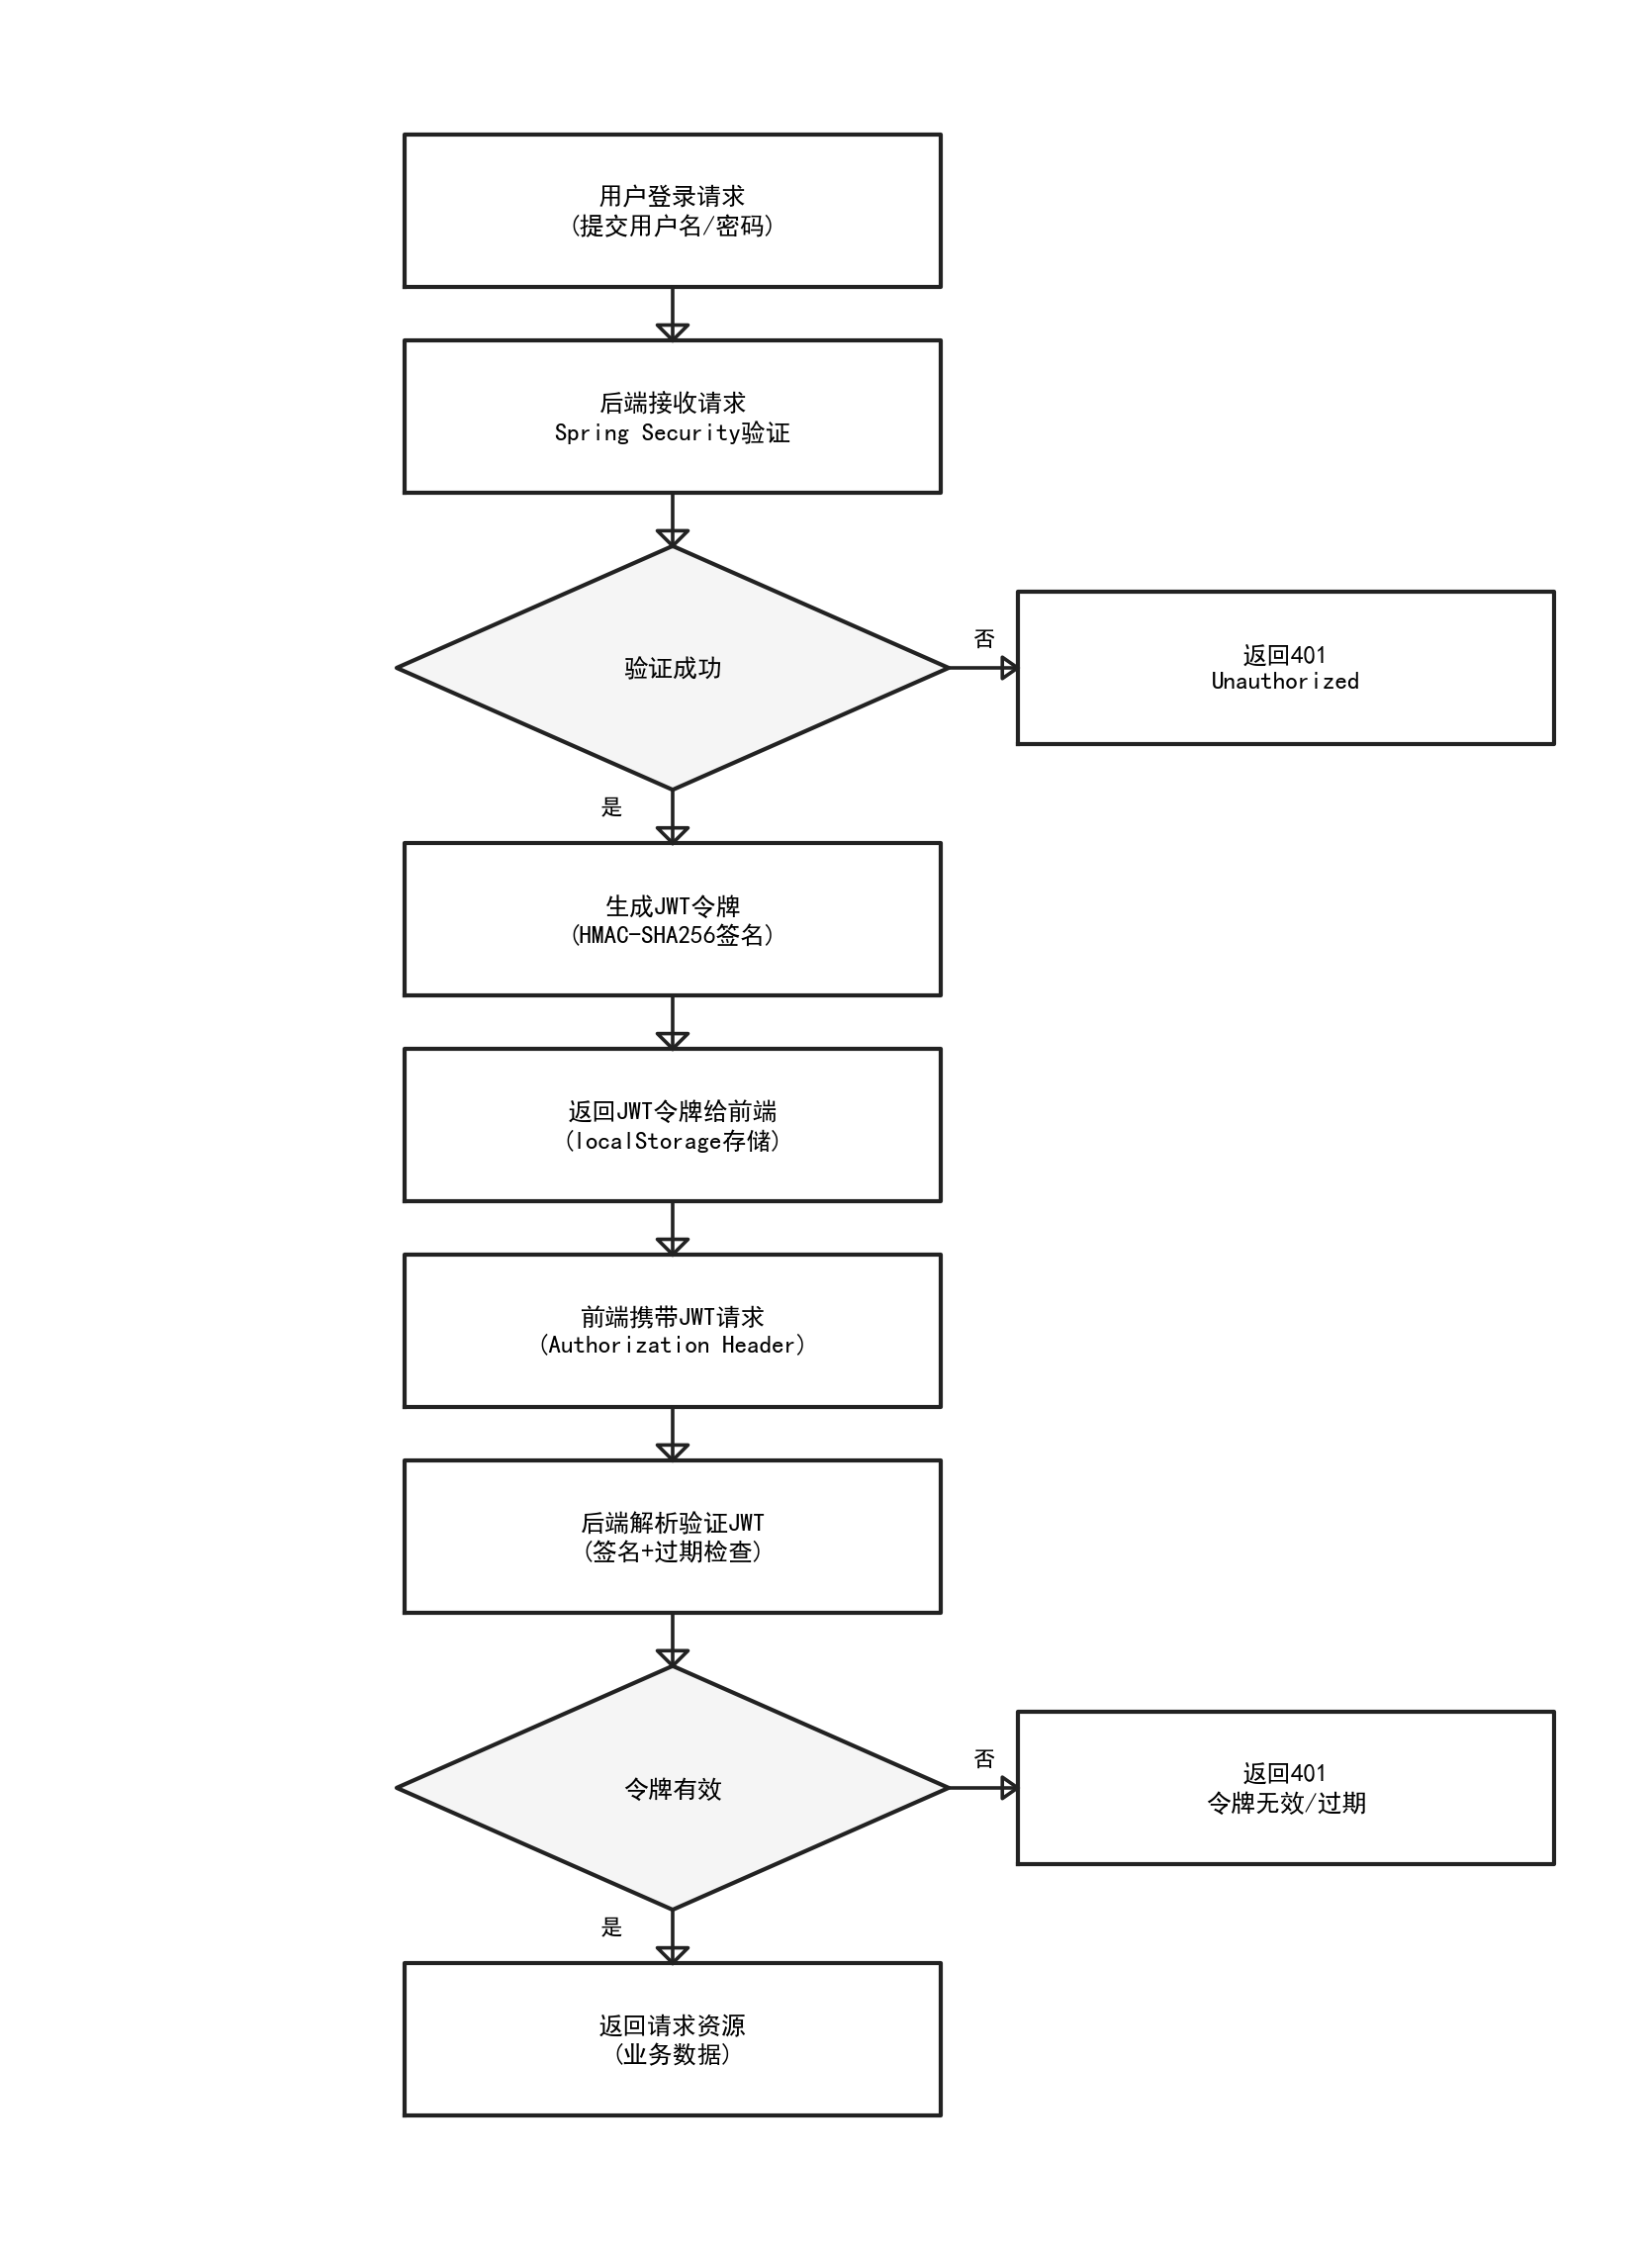 用户登录请求
(提交用户名/密码)
后端接收请求
Spring Security验证
验证成功
否
返回401
Unauthorized
是
生成JWT令牌
(HMAC-SHA256签名)
返回JWT令牌给前端
(localStorage存储)
前端携带JWT请求
(Authorization Header)
后端解析验证JWT
(签名+过期检查)
令牌有效
否
返回401
令牌无效/过期
是
返回请求资源
(业务数据)